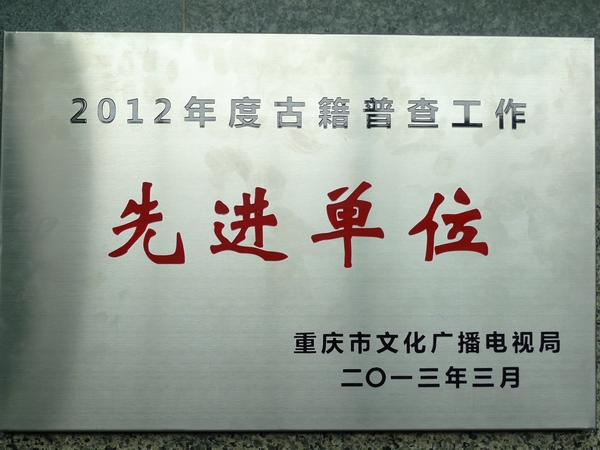 2012年度古籍普查工作
先进单位
重庆市文化广播电视局
二〇一三年三月